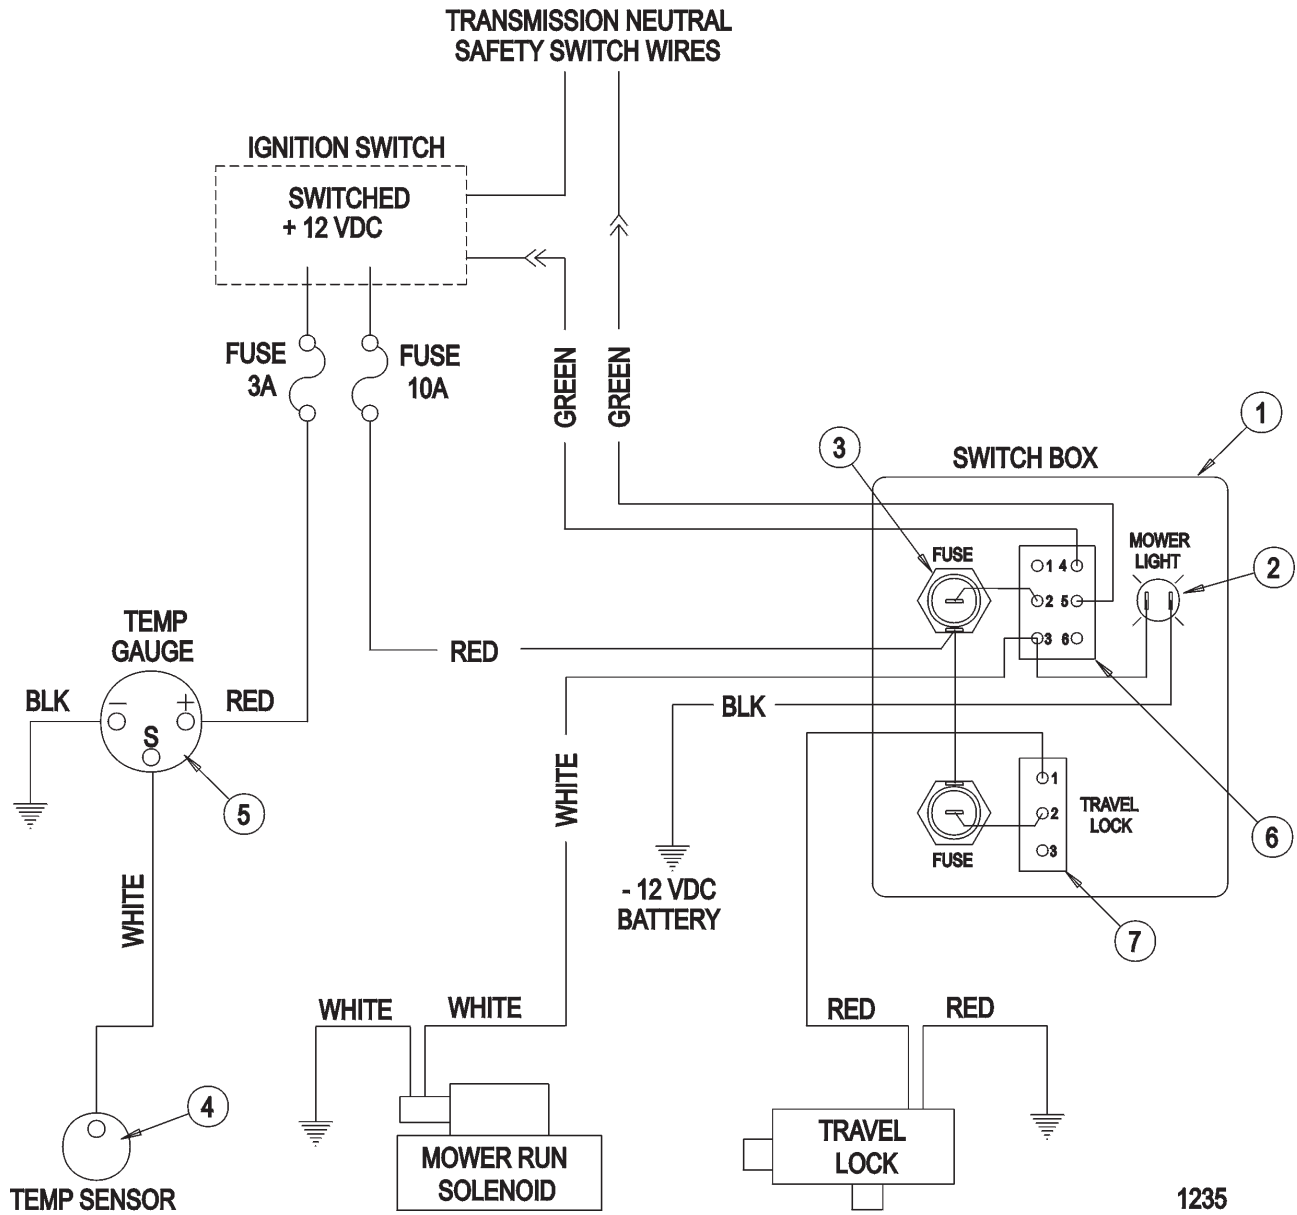 TRANSMISSION NEUTRAL
SAFETY SWITCH WIRES
IGNITION SWITCH
SWITCHED
+ 12 VDC
FUSE
3A
FUSE
10A
GREEN
GREEN
1
3
SWITCH BOX
FUSE
MOWER
LIGHT
2
1 4
2 5
3 6
TEMP
GAUGE
BLK
RED
RED
- +
S
5
BLK
WHITE
WHITE
- 12 VDC
BATTERY
1
2
3
TRAVEL
LOCK
FUSE
6
7
WHITE
WHITE
RED
RED
4
TEMP SENSOR
MOWER RUN
SOLENOID
TRAVEL
LOCK
1235